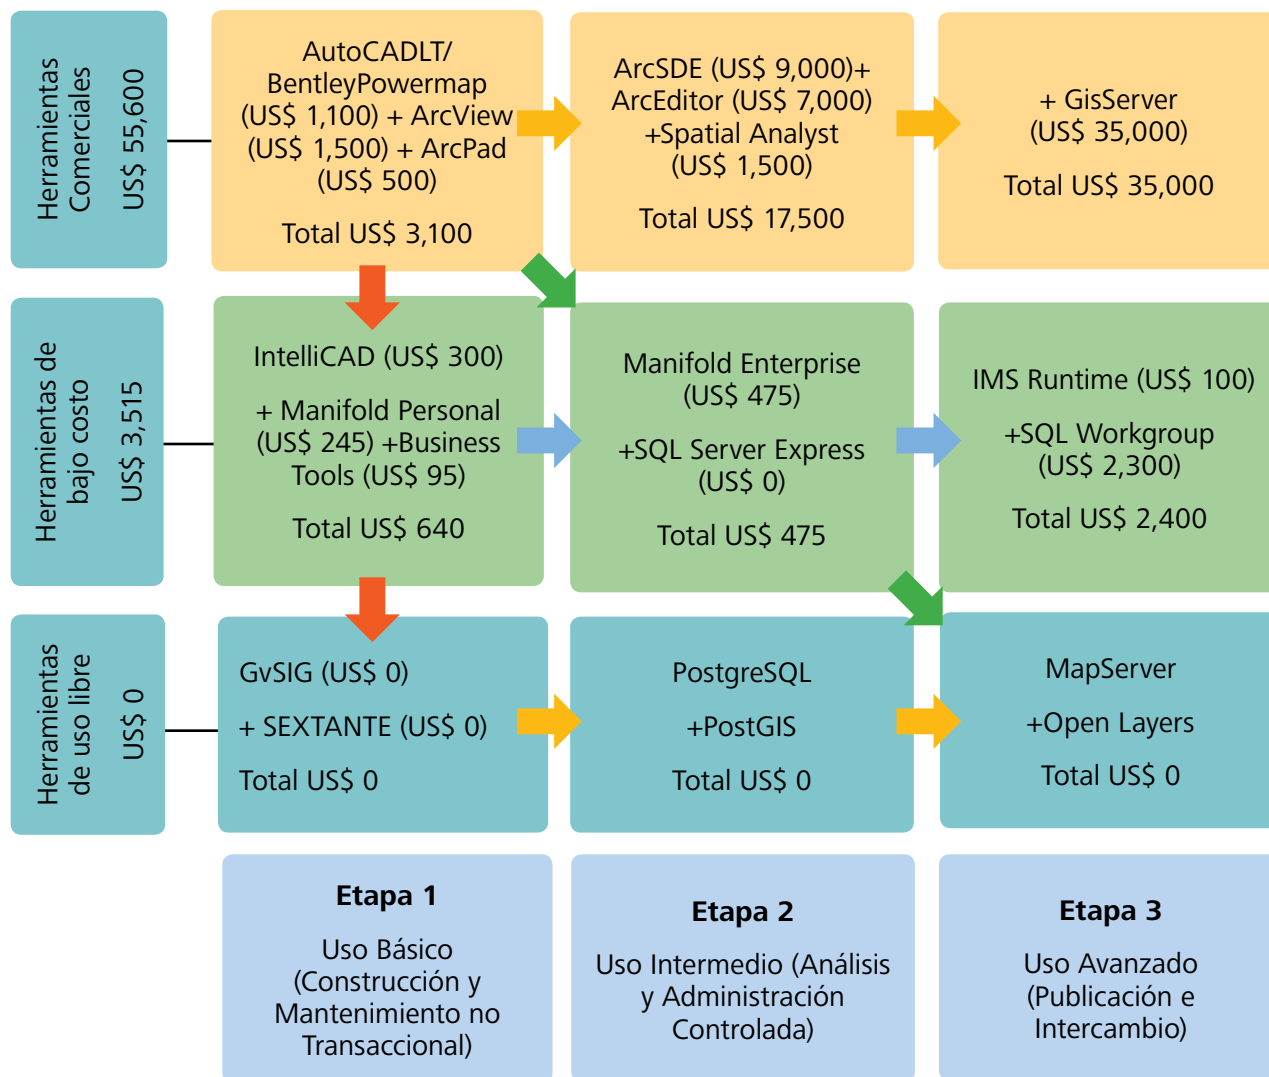 Herramientas
Comerciales
US$ 55,600
AutoCADLT/
BentleyPowermap
(US$ 1,100) + ArcView
(US$ 1,500) + ArcPad
(US$ 500)
Total US$ 3,100
ArcSDE (US$ 9,000)+
ArcEditor (US$ 7,000)
+Spatial Analyst
(US$ 1,500)
Total US$ 17,500
+ GisServer
(US$ 35,000)
Total US$ 35,000
Herramientas de
bajo costo
US$ 3,515
IntelliCAD (US$ 300)
+ Manifold Personal
(US$ 245) +Business
Tools (US$ 95)
Total US$ 640
Manifold Enterprise
(US$ 475)
+SQL Server Express
(US$ 0)
Total US$ 475
IMS Runtime (US$ 100)
+SQL Workgroup
(US$ 2,300)
Total US$ 2,400
Herramientas
de uso libre
US$ 0
GvSIG (US$ 0)
+ SEXTANTE (US$ 0)
Total US$ 0
PostgreSQL
+PostGIS
Total US$ 0
MapServer
+Open Layers
Total US$ 0
Etapa 1
Uso Básico
(Construcción y
Mantenimiento no
Transaccional)
Etapa 2
Uso Intermedio (Análisis
y Administración
Controlada)
Etapa 3
Uso Avanzado
(Publicación e
Intercambio)